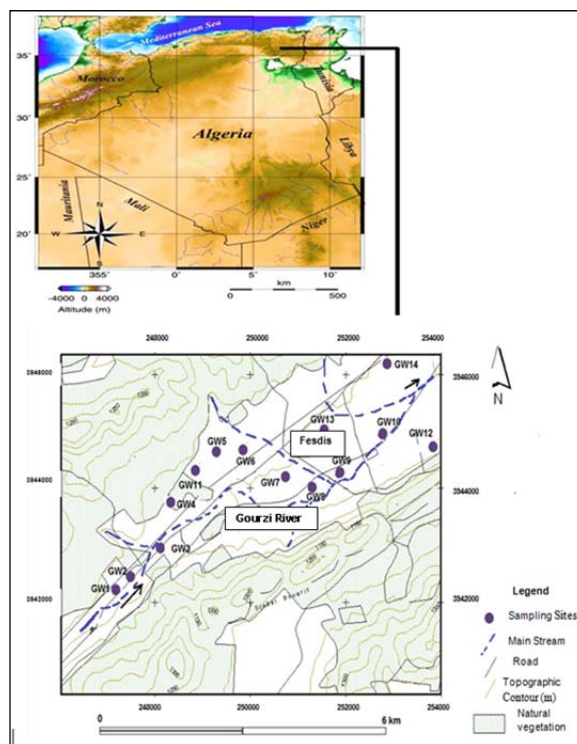 Mediterranean Sea
35°
Morocco
Tunisia
30°
Algeria
Libya
25°
Mauritania
Mali
N
Niger
20°
W
E
S
355°
0°
5°
10°
km
-4000
4000
0
500
Altitude (m)
248000
250000
252000
254000
3948000
3946000
GW14
N
GW13
GW10
GW5
Fesdis
GW12
GW6
GW11
GW9
GW7
3944000
3944000
GW4
GW8
Gourzi River
GW3
GW2
GW1
3942000
3942000
Legend
Sampling Sites
Main Stream
Road
Topographic
Contour (m)
Natural
vegetation
248000
250000
252000
254000
0
6 km